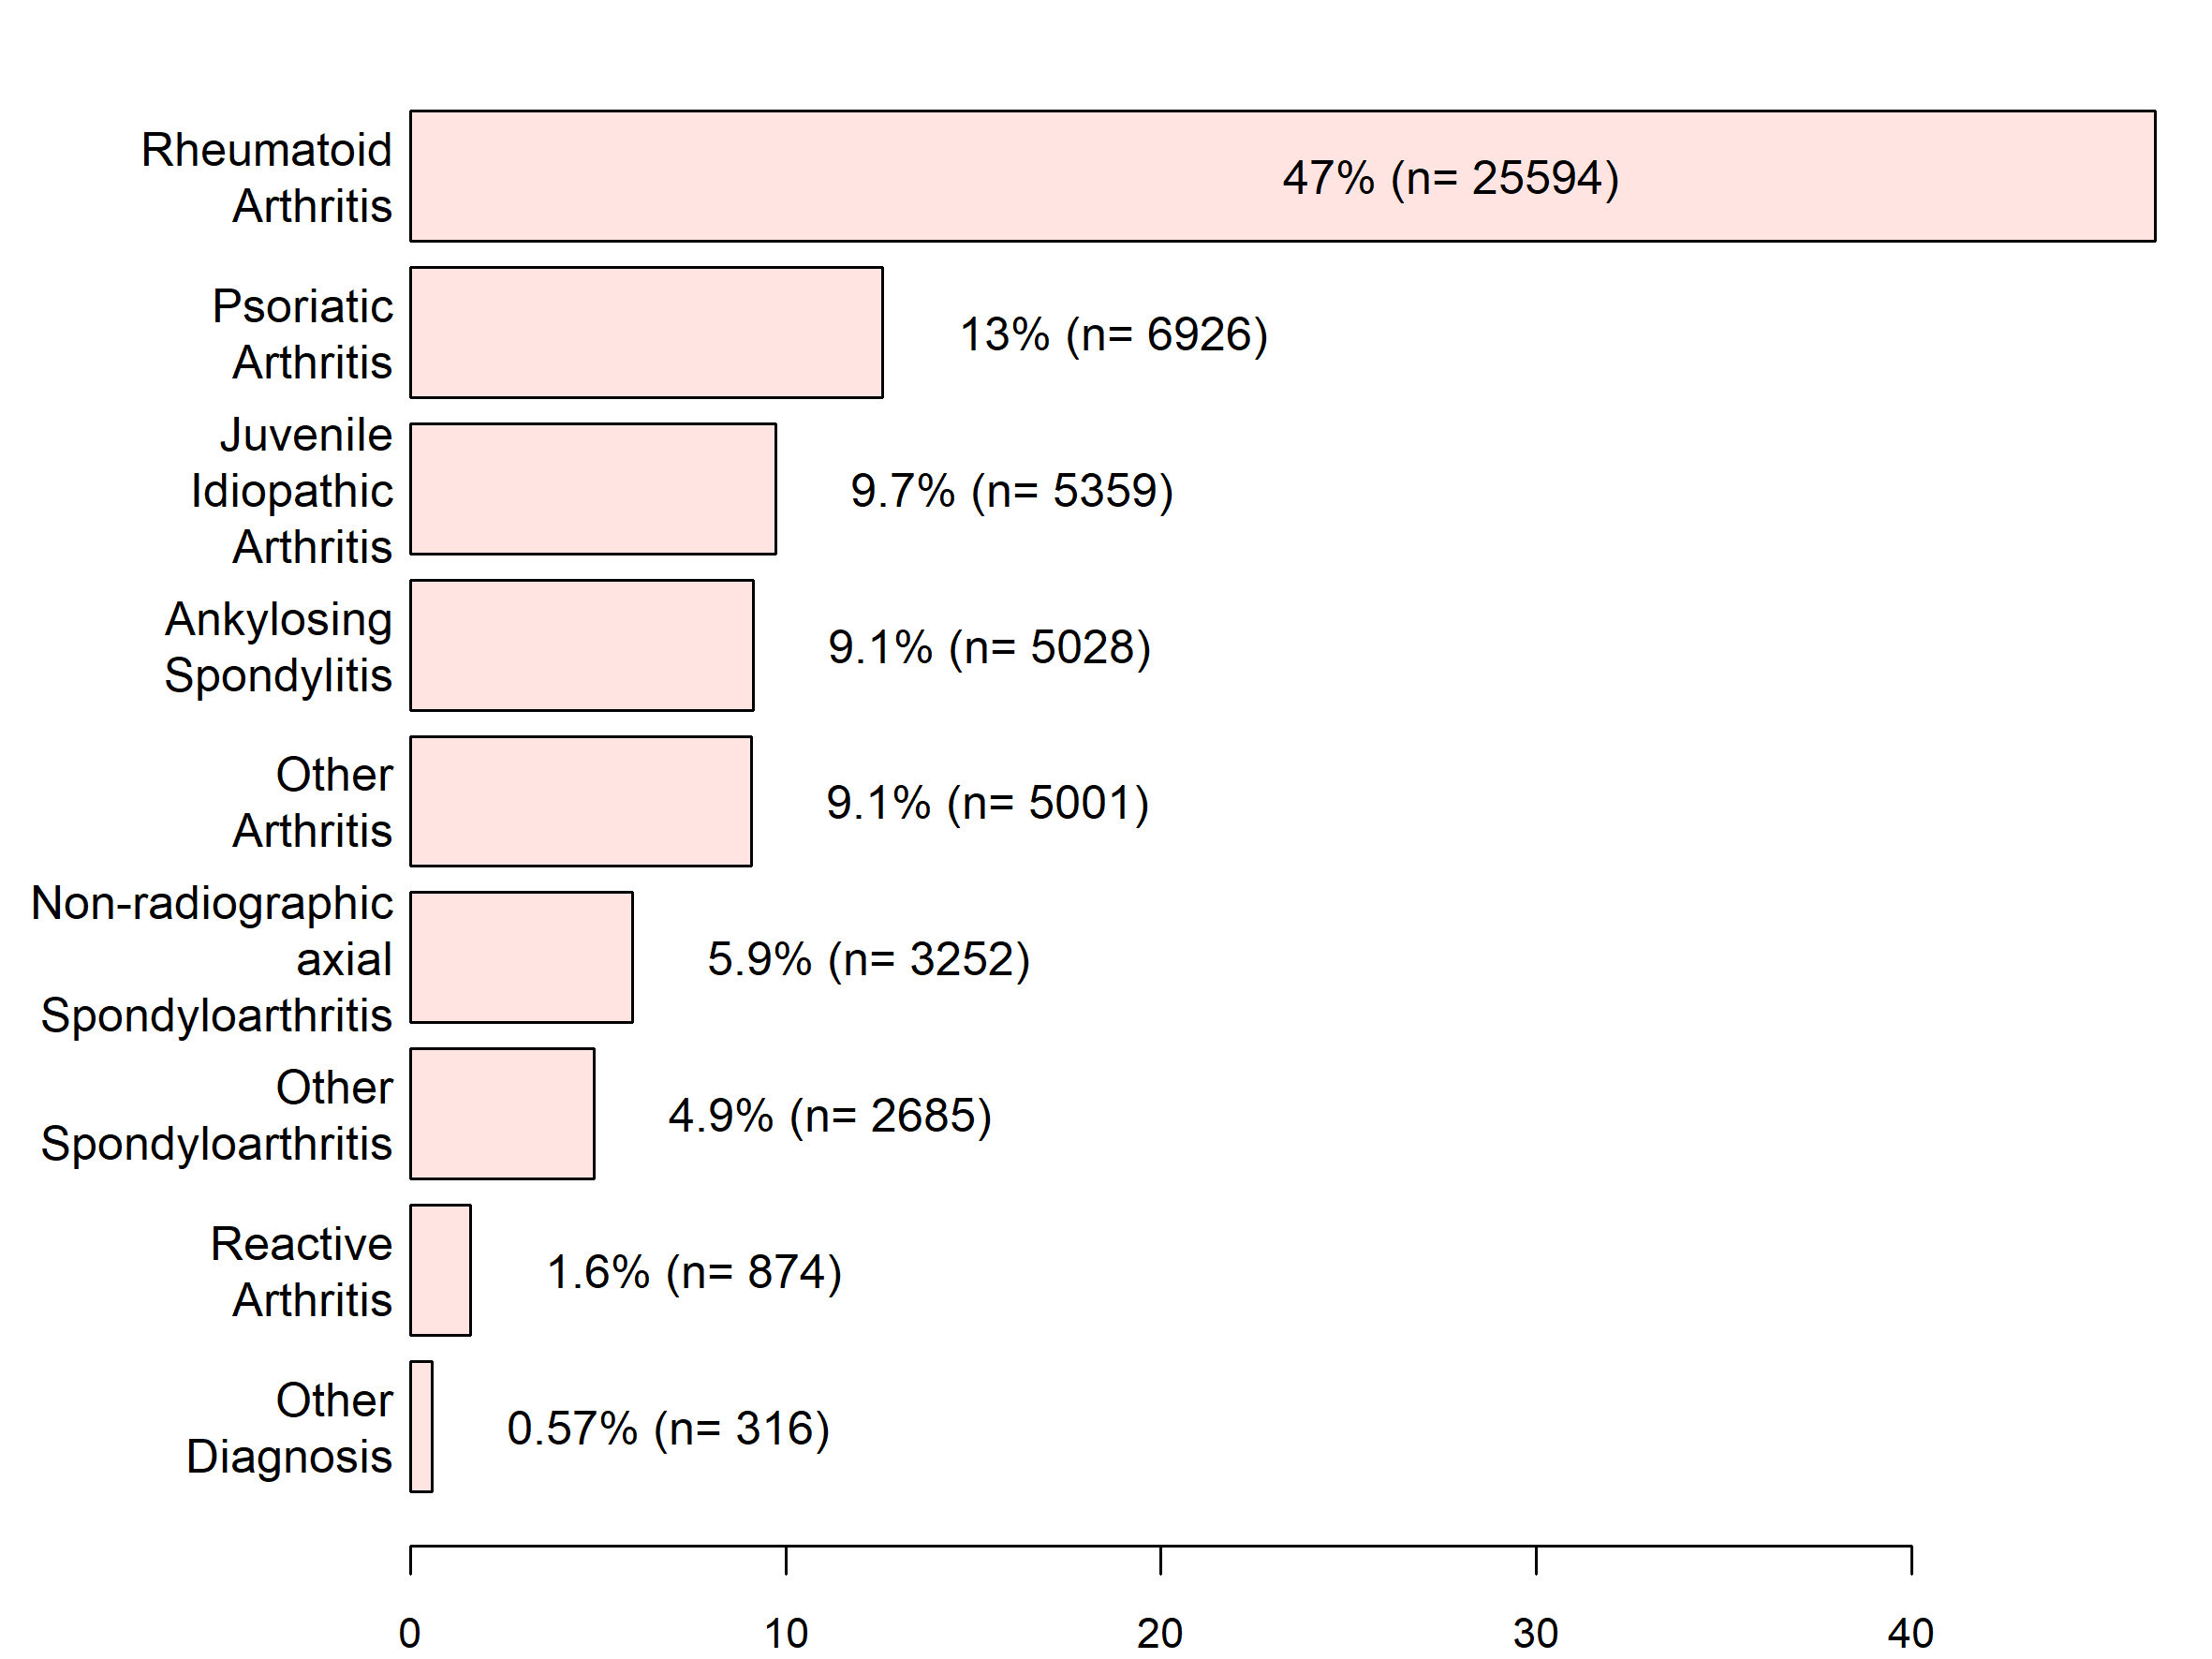 Rheumatoid
Arthritis
47% (n= 25594)
Psoriatic
Arthritis
13% (n= 6926)
Juvenile
Idiopathic
Arthritis
9.7% (n= 5359)
Ankylosing
Spondylitis
9.1% (n= 5028)
Other
Arthritis
9.1% (n= 5001)
Non-radiographic
axial
Spondyloarthritis
5.9% (n= 3252)
Other
Spondyloarthritis
4.9% (n= 2685)
Reactive
Arthritis
1.6% (n= 874)
Other
Diagnosis
0.57% (n= 316)
0 10 20 30 40